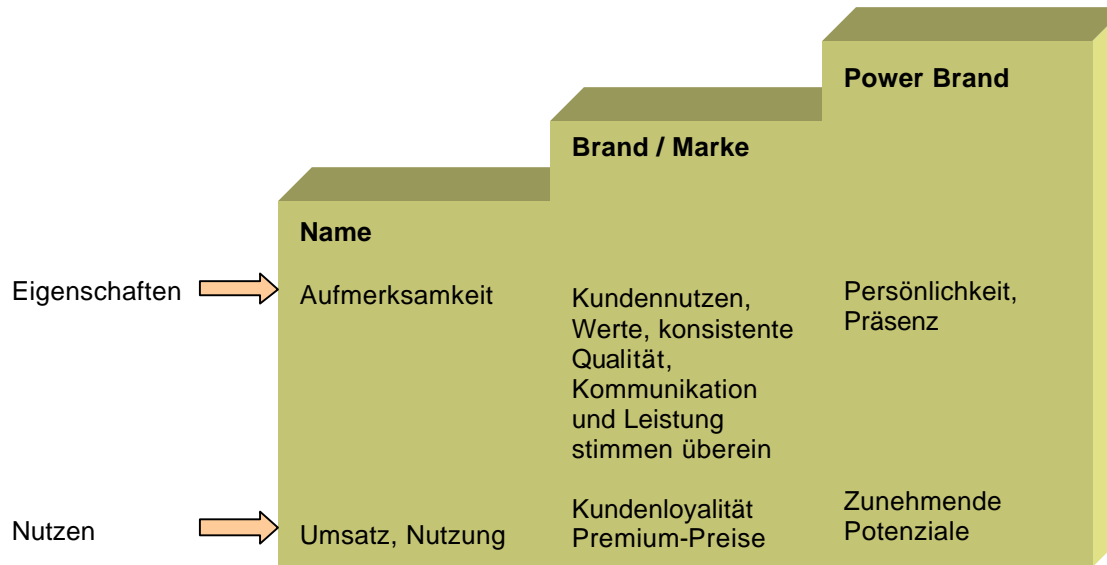 Power Brand
Brand / Marke
Name
Eigenschaften
Aufmerksamkeit
Kundennutzen,
Werte, konsistente
Qualität,
Kommunikation
und Leistung
stimmen überein
Persönlichkeit,
Präsenz
Nutzen
Umsatz, Nutzung
Kundenloyalität
Premium-Preise
Zunehmende
Potenziale